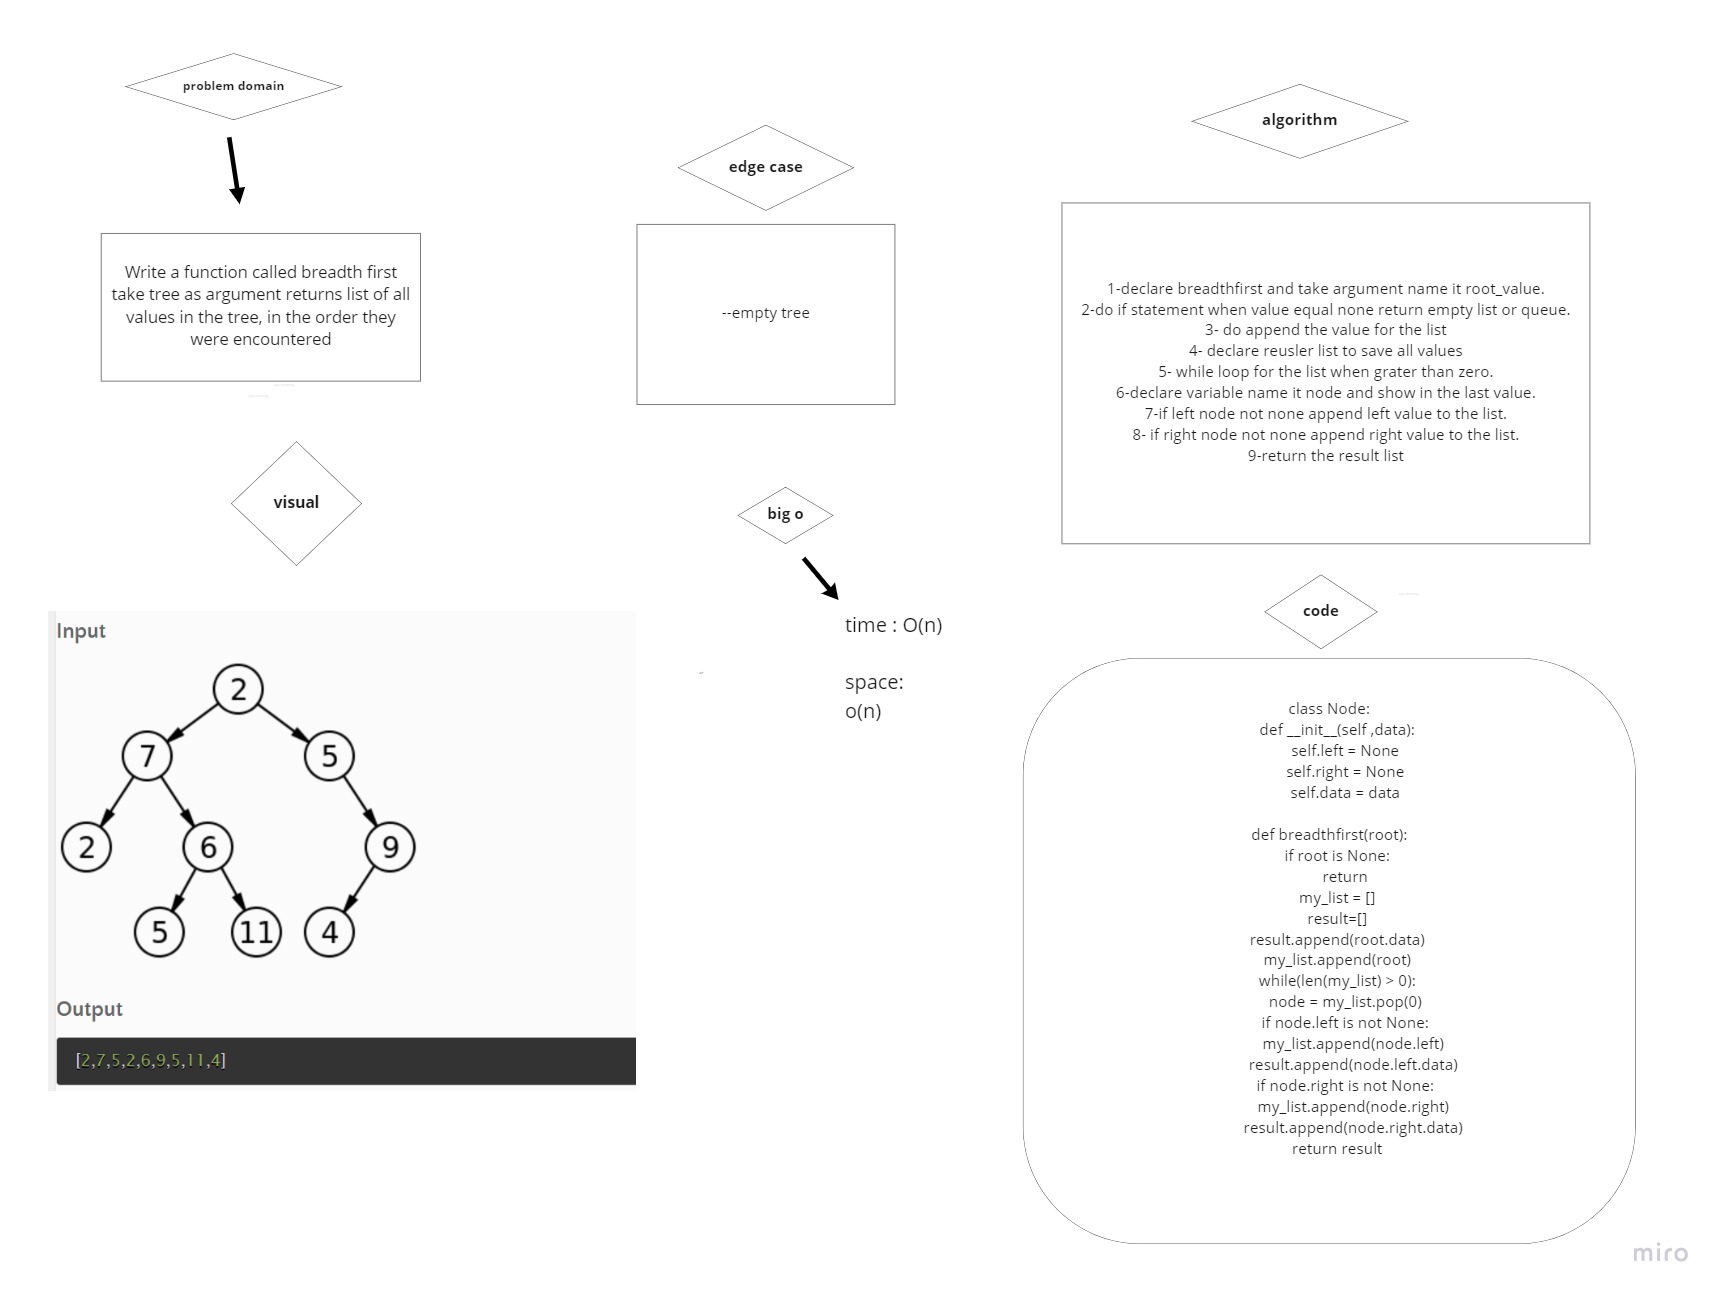 problem domain
Write a function called breadth first
take tree as argument returns list of all
values in the tree, in the order they
were encountered
visual
Input
2
7
5
2
6
9
5
11
4
Output
[2,7,5,2,6,9,5,11,4]
edge case
--empty tree
big o
time : O(n)
space:
o(n)
algorithm
1-declare breadthfirst and take argument name it root_value.
2-do if statement when value equal none return empty list or queue.
3- do append the value for the list
4- declare reusler list to save all values
5- while loop for the list when grater than zero.
6-declare variable name it node and show in the last value.
7-if left node not none append left value to the list.
8- if right node not none append right value to the list.
9-return the result list
code
class Node:
def __init__(self ,data):
self.left = None
self.right = None
self.data = data
def breadthfirst(root):
if root is None:
return
my_list = []
result=[]
result.append(root.data)
my_list.append(root)
while(len(my_list) > 0):
node = my_list.pop(0)
if node.left is not None:
my_list.append(node.left)
result.append(node.left.data)
if node.right is not None:
my_list.append(node.right)
result.append(node.right.data)
return result
miro